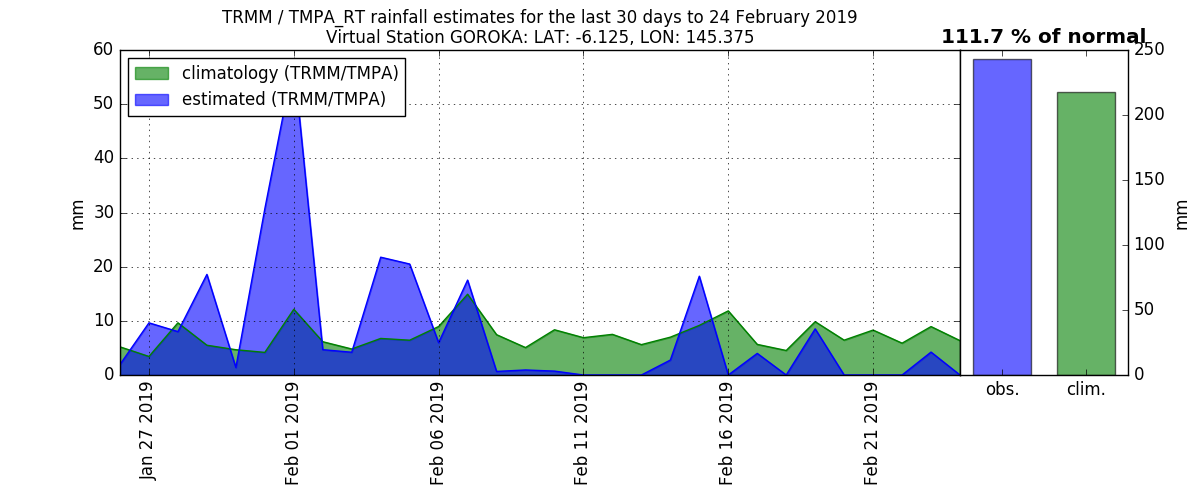 TRMM / TMPA_RT rainfall estimates for the last 30 days to 24 February 2019
Virtual Station GOROKA: LAT: -6.125, LON: 145.375
111.7 % of normal
climatology (TRMM/TMPA)
estimated (TRMM/TMPA)
60
50
40
30
20
10
0
mm
Jan 27 2019
Feb 01 2019
Feb 06 2019
Feb 11 2019
Feb 16 2019
Feb 21 2019
250
200
150
100
50
0
mm
obs.
clim.